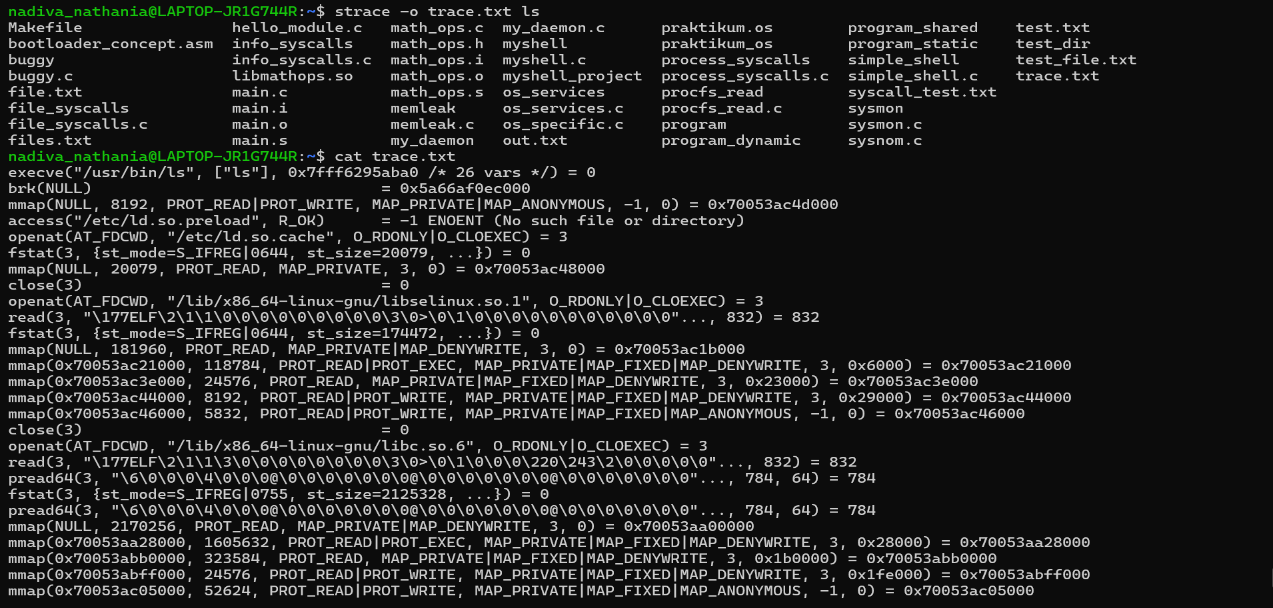 nadiva_nathania@LAPTOP-JR1G744R:~$ strace -o trace.txt ls
Makefile hello_module.c math_ops.c my_daemon.c praktikum.os program_shared test.txt
bootloader_concept.asm info_syscalls math_ops.h myshell praktikum_os program_static test_dir
buggy info_syscalls.c math_ops.i myshell.c process_syscalls simple_shell test_file.txt
buggy.c libmathops.so math_ops.o myshell_project process_syscalls.c simple_shell.c trace.txt
file.txt main.c math_ops.s os_services procfs_read syscall_test.txt
file_syscalls main.i memleak os_services.c procfs_read.c sysmon
file_syscalls.c main.o memleak.c os_specific.c program sysmon.c
files.txt main.s my_daemon out.txt program_dynamic sysnom.c
nadiva_nathania@LAPTOP-JR1G744R:~$ cat trace.txt
execve("/usr/bin/ls", ["ls"], 0x7fff6295aba0 /* 26 vars */) = 0
brk(NULL) = 0x5a66af0ec000
mmap(NULL, 8192, PROT_READ|PROT_WRITE, MAP_PRIVATE|MAP_ANONYMOUS, -1, 0) = 0x70053ac4d000
access("/etc/ld.so.preload", R_OK) = -1 ENOENT (No such file or directory)
openat(AT_FDCWD, "/etc/ld.so.cache", O_RDONLY|O_CLOEXEC) = 3
fstat(3, {st_mode=S_IFREG|0644, st_size=20079, ...}) = 0
mmap(NULL, 20079, PROT_READ, MAP_PRIVATE, 3, 0) = 0x70053ac48000
close(3) = 0
openat(AT_FDCWD, "/lib/x86_64-linux-gnu/libselinux.so.1", O_RDONLY|O_CLOEXEC) = 3
read(3, "\177ELF\2\1\1\0\0\0\0\0\0\0\0\0\3\0>\0\1\0\0\0\0\0\0\0\0\0\0\0"..., 832) = 832
fstat(3, {st_mode=S_IFREG|0644, st_size=174472, ...}) = 0
mmap(NULL, 181960, PROT_READ, MAP_PRIVATE|MAP_DENYWRITE, 3, 0) = 0x70053ac1b000
mmap(0x70053ac21000, 118784, PROT_READ|PROT_EXEC, MAP_PRIVATE|MAP_FIXED|MAP_DENYWRITE, 3, 0x6000) = 0x70053ac21000
mmap(0x70053ac3e000, 24576, PROT_READ, MAP_PRIVATE|MAP_FIXED|MAP_DENYWRITE, 3, 0x23000) = 0x70053ac3e000
mmap(0x70053ac44000, 8192, PROT_READ|PROT_WRITE, MAP_PRIVATE|MAP_FIXED|MAP_DENYWRITE, 3, 0x29000) = 0x70053ac44000
mmap(0x70053ac46000, 5832, PROT_READ|PROT_WRITE, MAP_PRIVATE|MAP_FIXED|MAP_ANONYMOUS, -1, 0) = 0x70053ac46000
close(3) = 0
openat(AT_FDCWD, "/lib/x86_64-linux-gnu/libc.so.6", O_RDONLY|O_CLOEXEC) = 3
read(3, "\177ELF\2\1\1\3\0\0\0\0\0\0\0\0\3\0>\0\1\0\0\0\220\243\2\0\0\0\0\0"..., 832) = 832
pread64(3, "\6\0\0\0\4\0\0\0@\0\0\0\0\0\0\0@\0\0\0\0\0\0\0@\0\0\0\0\0\0\0"..., 784, 64) = 784
fstat(3, {st_mode=S_IFREG|0755, st_size=2125328, ...}) = 0
pread64(3, "\6\0\0\0\4\0\0\0@\0\0\0\0\0\0\0@\0\0\0\0\0\0\0@\0\0\0\0\0\0\0"..., 784, 64) = 784
mmap(NULL, 2170256, PROT_READ, MAP_PRIVATE|MAP_DENYWRITE, 3, 0) = 0x70053aa00000
mmap(0x70053aa28000, 1605632, PROT_READ|PROT_EXEC, MAP_PRIVATE|MAP_FIXED|MAP_DENYWRITE, 3, 0x28000) = 0x70053aa28000
mmap(0x70053abb0000, 323584, PROT_READ, MAP_PRIVATE|MAP_FIXED|MAP_DENYWRITE, 3, 0x1b0000) = 0x70053abb0000
mmap(0x70053abff000, 24576, PROT_READ|PROT_WRITE, MAP_PRIVATE|MAP_FIXED|MAP_DENYWRITE, 3, 0x1fe000) = 0x70053abff000
mmap(0x70053ac05000, 52624, PROT_READ|PROT_WRITE, MAP_PRIVATE|MAP_FIXED|MAP_ANONYMOUS, -1, 0) = 0x70053ac05000